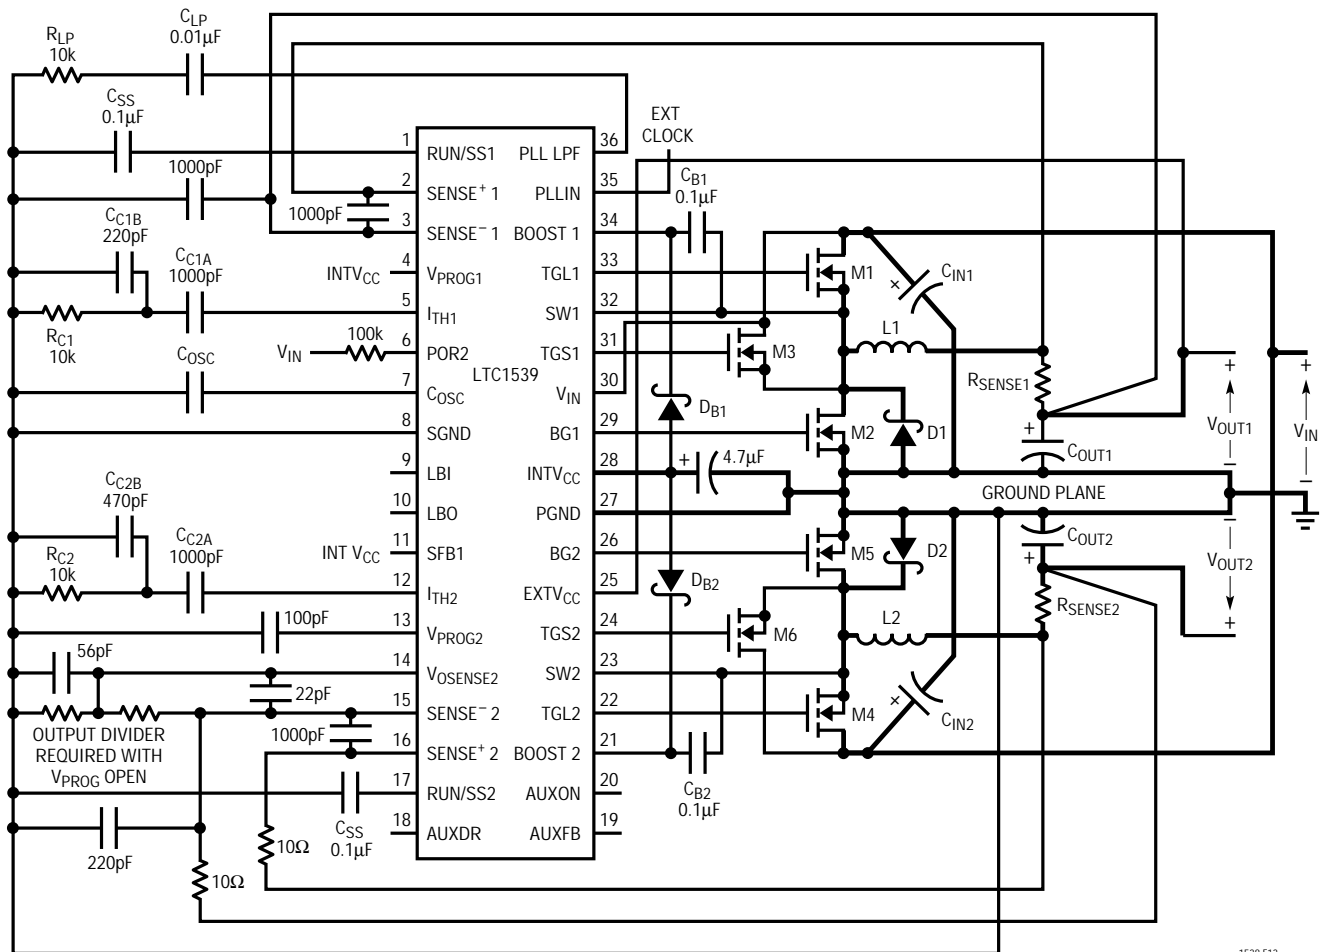 RLP
10k
CLP
0.01µF
CSS
0.1µF
1000pF
CC1B
220pF
CC1A
1000pF
RC1
10k
INTVCC
VIN
100k
COSC
CC2B
470pF
CC2A
1000pF
RC2
10k
INT VCC
100pF
56pF
22pF
1000pF
OUTPUT DIVIDER
REQUIRED WITH
VPROG OPEN
220pF
10Ω
10Ω
CSS
0.1µF
1000pF
LTC1539
1 RUN/SS1
2 SENSE+ 1
3 SENSE− 1
4 VPROG1
5 ITH1
6 POR2
7 COSC
8 SGND
9 LBI
10 LBO
11 SFB1
12 ITH2
13 VPROG2
14 VOSENSE2
15 SENSE− 2
16 SENSE+ 2
17 RUN/SS2
18 AUXDR
PLL LPF 36
PLLIN 35
BOOST 1 34
TGL1 33
SW1 32
TGS1 31
VIN 30
BG1 29
INTVCC 28
PGND 27
BG2 26
EXTVCC 25
TGS2 24
SW2 23
TGL2 22
BOOST 2 21
AUXON 20
AUXFB 19
EXT
CLOCK
CB1
0.1µF
M1
CIN1
+
M3
L1
RSENSE1
DB1
M2
D1
+
COUT1
+
4.7µF
GROUND PLANE
+
VOUT1
−
+
VIN
−
M5
D2
COUT2
+
DB2
M6
L2
RSENSE2
−
VOUT2
+
M4
+
CIN2
CB2
0.1µF